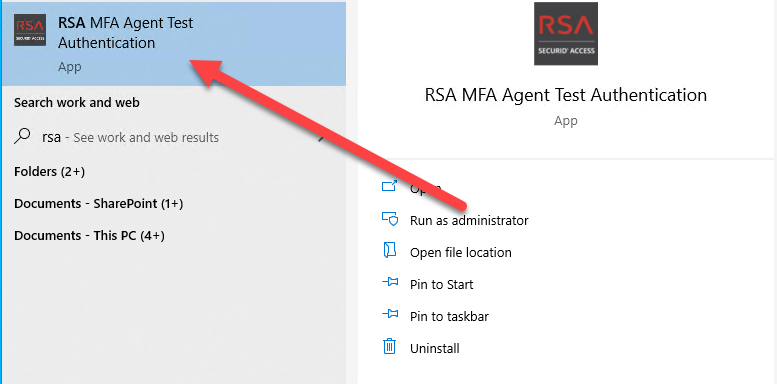 RSA
SECURID ACCESS
RSA MFA Agent Test
Authentication
App
Search work and web
rsa - See work and web results
Folders (2+)
Documents - SharePoint (1+)
Documents - This PC (4+)
RSA
SECURID ACCESS
RSA MFA Agent Test Authentication
App
Open
Run as administrator
Open file location
Pin to Start
Pin to taskbar
Uninstall